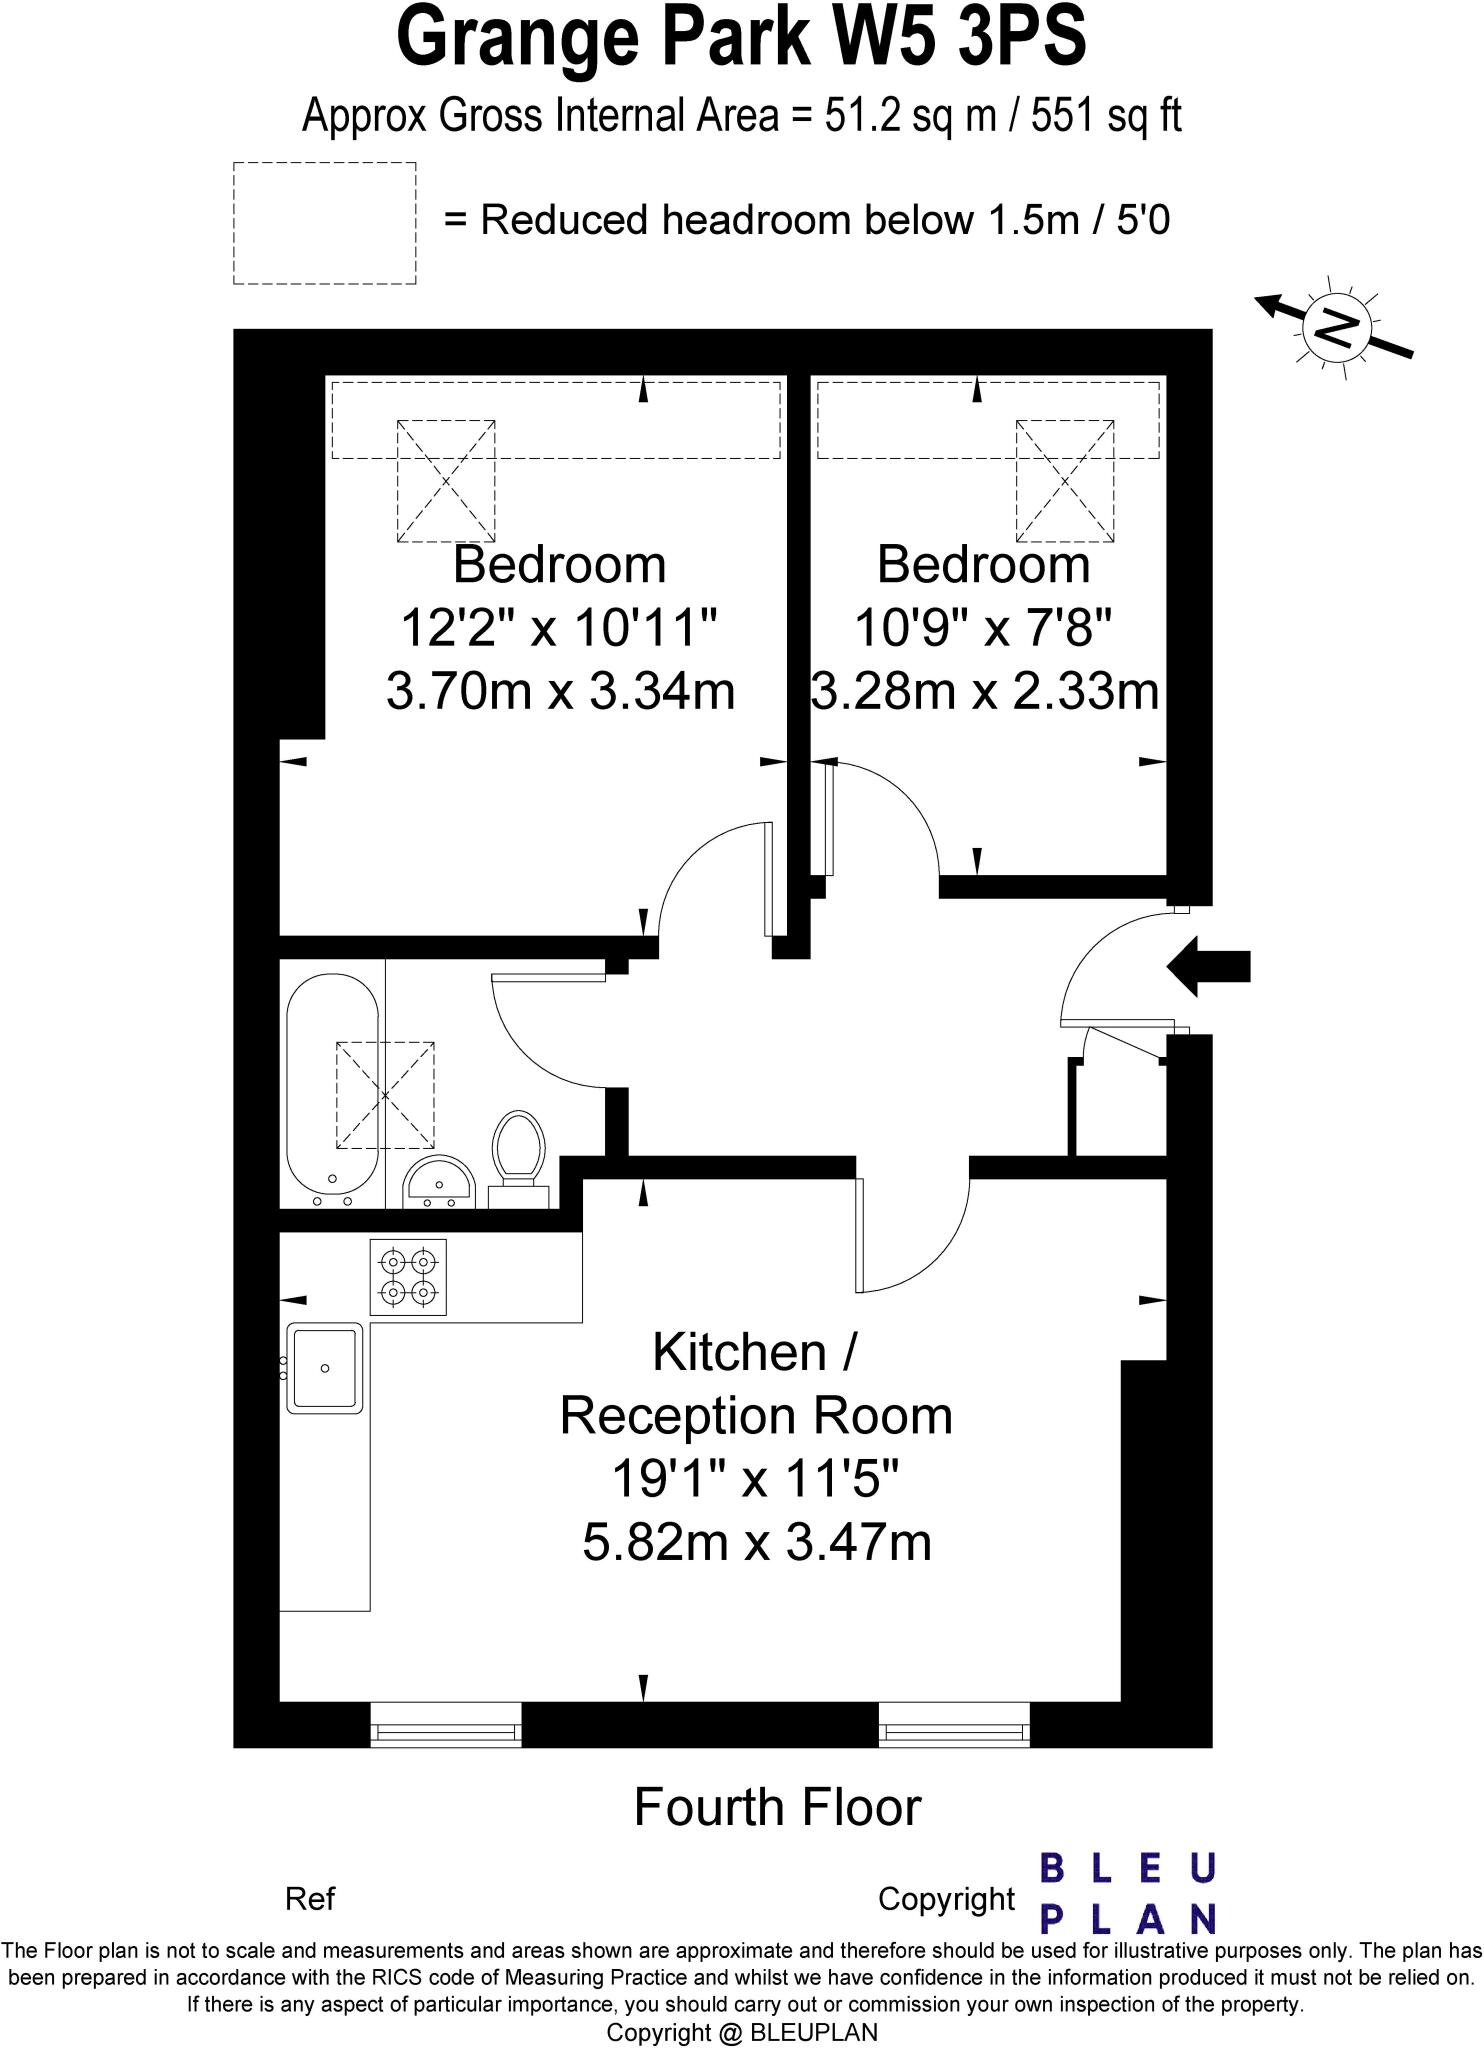 Grange Park W5 3PS
Approx Gross Internal Area = 51.2 sq m / 551 sq ft
= Reduced headroom below 1.5m / 5'0
N
Bedroom
12'2" x 10'11"
3.70m x 3.34m
Bedroom
10'9" x 7'8"
3.28m x 2.33m
Kitchen /
Reception Room
19'1" x 11'5"
5.82m x 3.47m
Fourth Floor
Ref
Copyright
BLEU
PLAN
The Floor plan is not to scale and measurements and areas shown are approximate and therefore should be used for illustrative purposes only. The plan has
been prepared in accordance with the RICS code of Measuring Practice and whilst we have confidence in the information produced it must not be relied on.
If there is any aspect of particular importance, you should carry out or commission your own inspection of the property.
Copyright @ BLEUPLAN